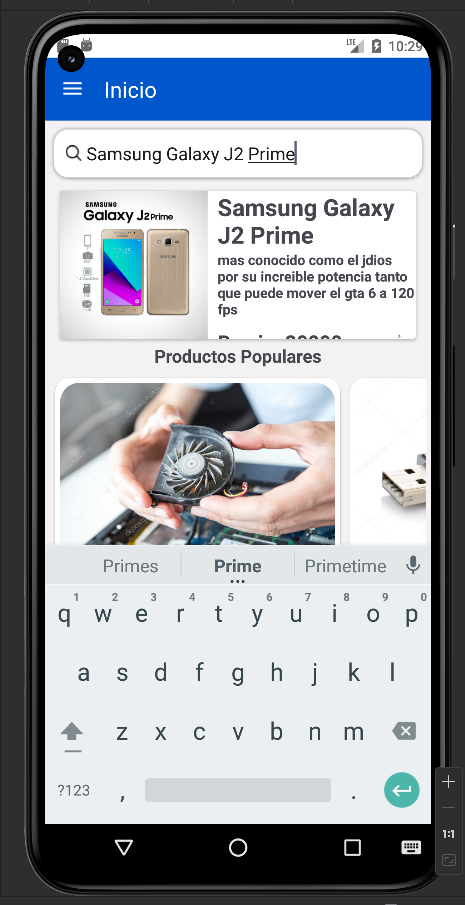 LTE 10:29
Inicio
Samsung Galaxy J2 Prime
SAMSUNG
Galaxy J2 Prime
Samsung Galaxy
J2 Prime
mas conocido como el jdios
por su increible potencia tanto
que puede mover el gta 6 a 120
fps
Productos Populares
depositphotos
Primes Prime Primetime
1 2 3 4 5 6 7 8 9 0
q w e r t y u i o p
a s d f g h j k l
z x c v b n m
?123 , .
1:1